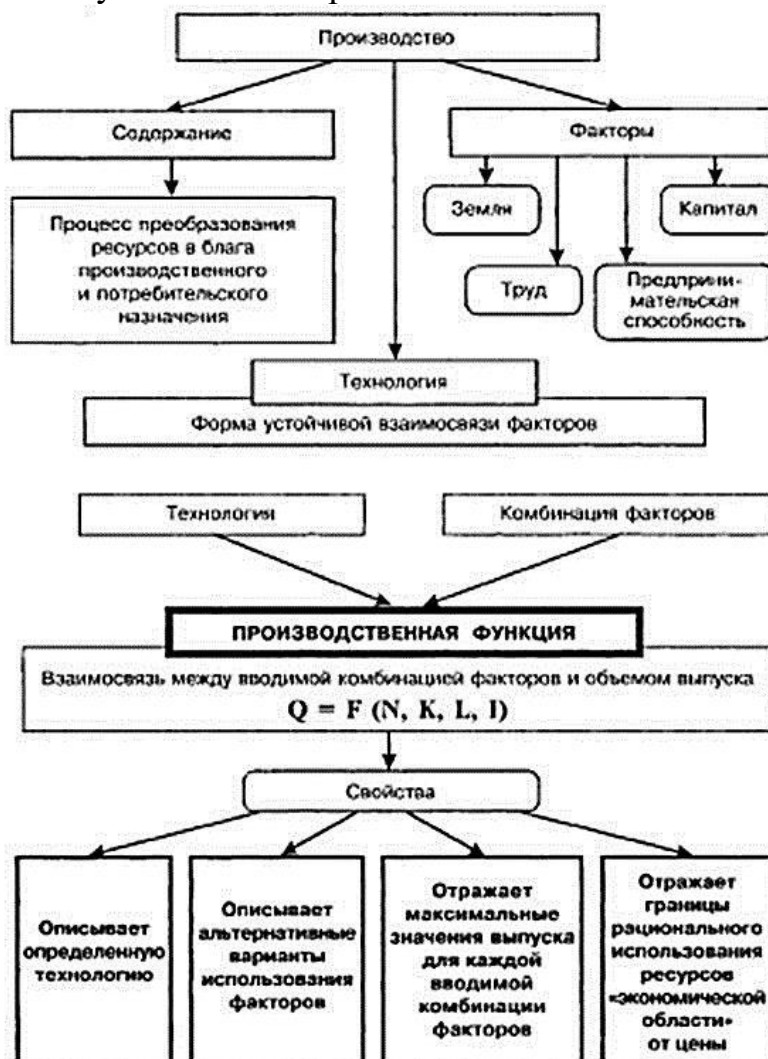 Производство
Содержание
Факторы
Процесс преобразования
ресурсов в блага
производственного
и потребительского
назначения
Земля
Капитал
Труд
Предприни-
мательская
способность
Технология
Форма устойчивой взаимосвязи факторов
Технология
Комбинация факторов
ПРОИЗВОДСТВЕННАЯ ФУНКЦИЯ
Взаимосвязь между вводимой комбинацией факторов и объемом выпуска
Q = F (N, K, L, I)
Свойства
Описывает
определенную
технологию
Описывает
альтернативные
варианты
использования
факторов
Отражает
максимальные
значения выпуска
для каждой
вводимой
комбинации
факторов
Отражает
границы
рационального
использования
ресурсов
«экономической
области»
от цены